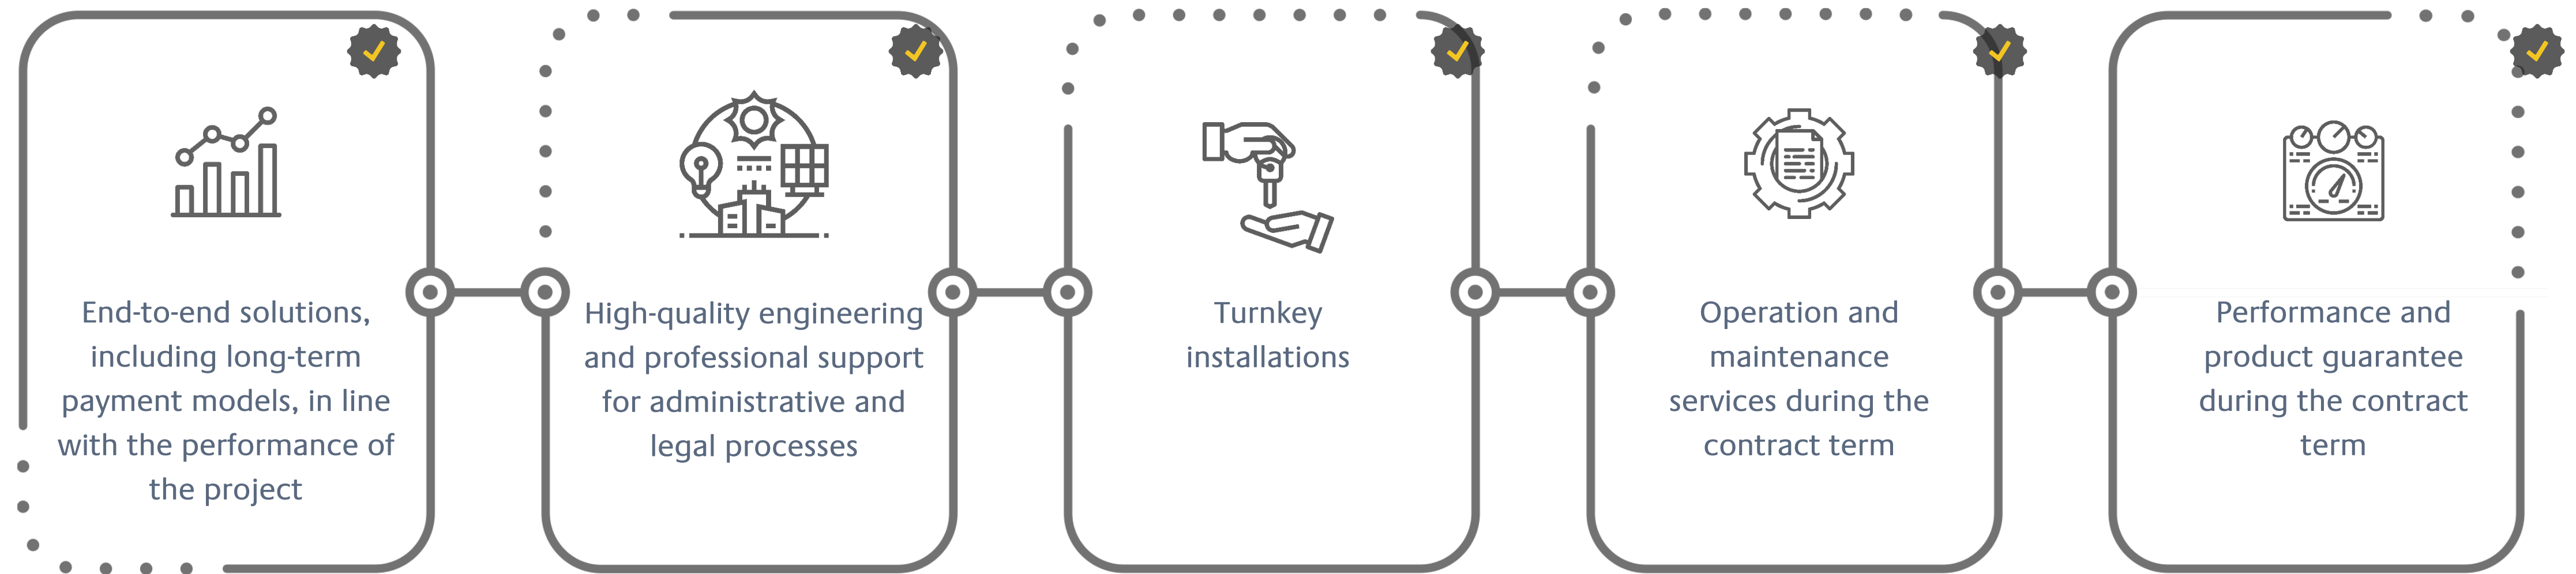 End-to-end solutions,
including long-term
payment models, in line
with the performance of
the project
High-quality engineering
and professional support
for administrative and
legal processes
Turnkey
installations
Operation and
maintenance
services during the
contract term
Performance and
product guarantee
during the contract
term